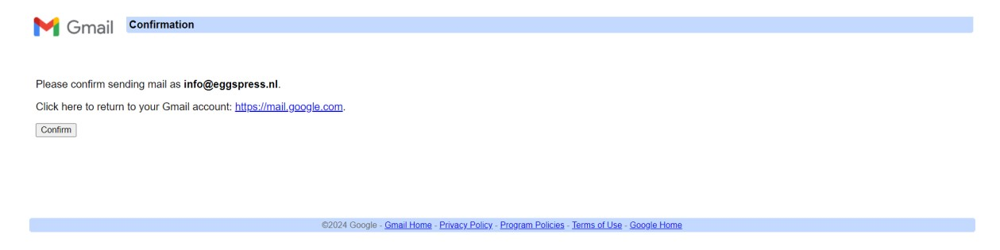 Gmail Confirmation
Please confirm sending mail as info@eggspress.nl.
Click here to return to your Gmail account: https://mail.google.com.
Confirm
©2024 Google - Gmail Home - Privacy Policy - Program Policies - Terms of Use - Google Home